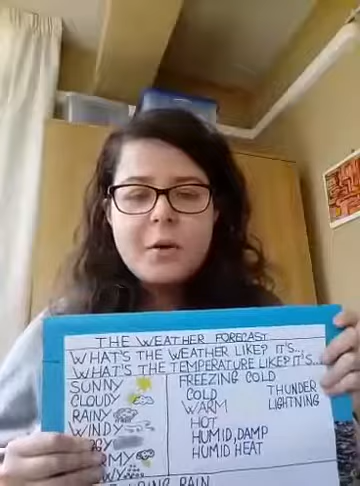 THE WEATHER FORECAST
WHAT'S THE WEATHER LIKE? IT'S...
WHAT'S THE TEMPERATURE LIKE? IT'S...
SUNNY
CLOUDY
RAINY
WINDY
FREEZING COLD
COLD
WARM
HOT
HUMID, DAMP
HUMID HEAT
THUNDER
LIGHTNING
RAIN